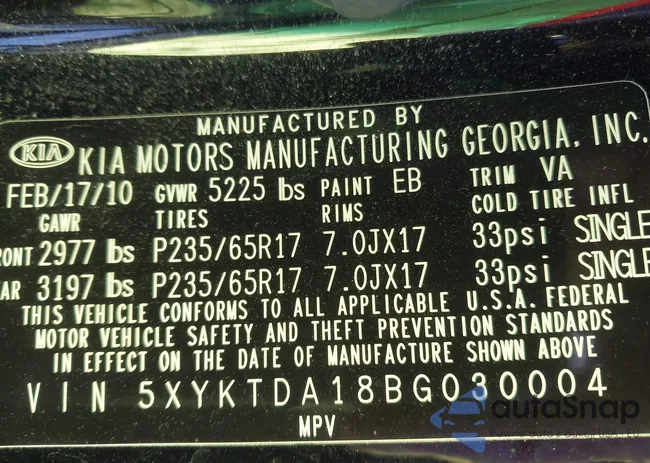 MANUFACTURED BY
KIA KIA MOTORS MANUFACTURING GEORGIA, INC.
FEB/17/10 GVWR 5225 lbs PAINT EB TRIM VA
GAWR TIRES RIMS COLD TIRE INFL
RONT 2977 lbs P235/65R17 7.0JX17 33psi SINGLE
AR 3197 lbs P235/65R17 7.0JX17 33psi SINGLE
THIS VEHICLE CONFORMS TO ALL APPLICABLE U.S.A. FEDERAL
MOTOR VEHICLE SAFETY AND THEFT PREVENTION STANDARDS
IN EFFECT ON THE DATE OF MANUFACTURE SHOWN ABOVE
VIN 5XYKTDA18BG030004
MPV
autoSnap